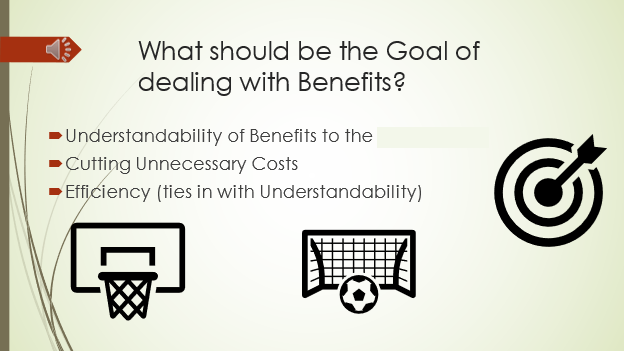 What should be the Goal of
dealing with Benefits?
Understandability of Benefits to the
Cutting Unnecessary Costs
Efficiency (ties in with Understandability)